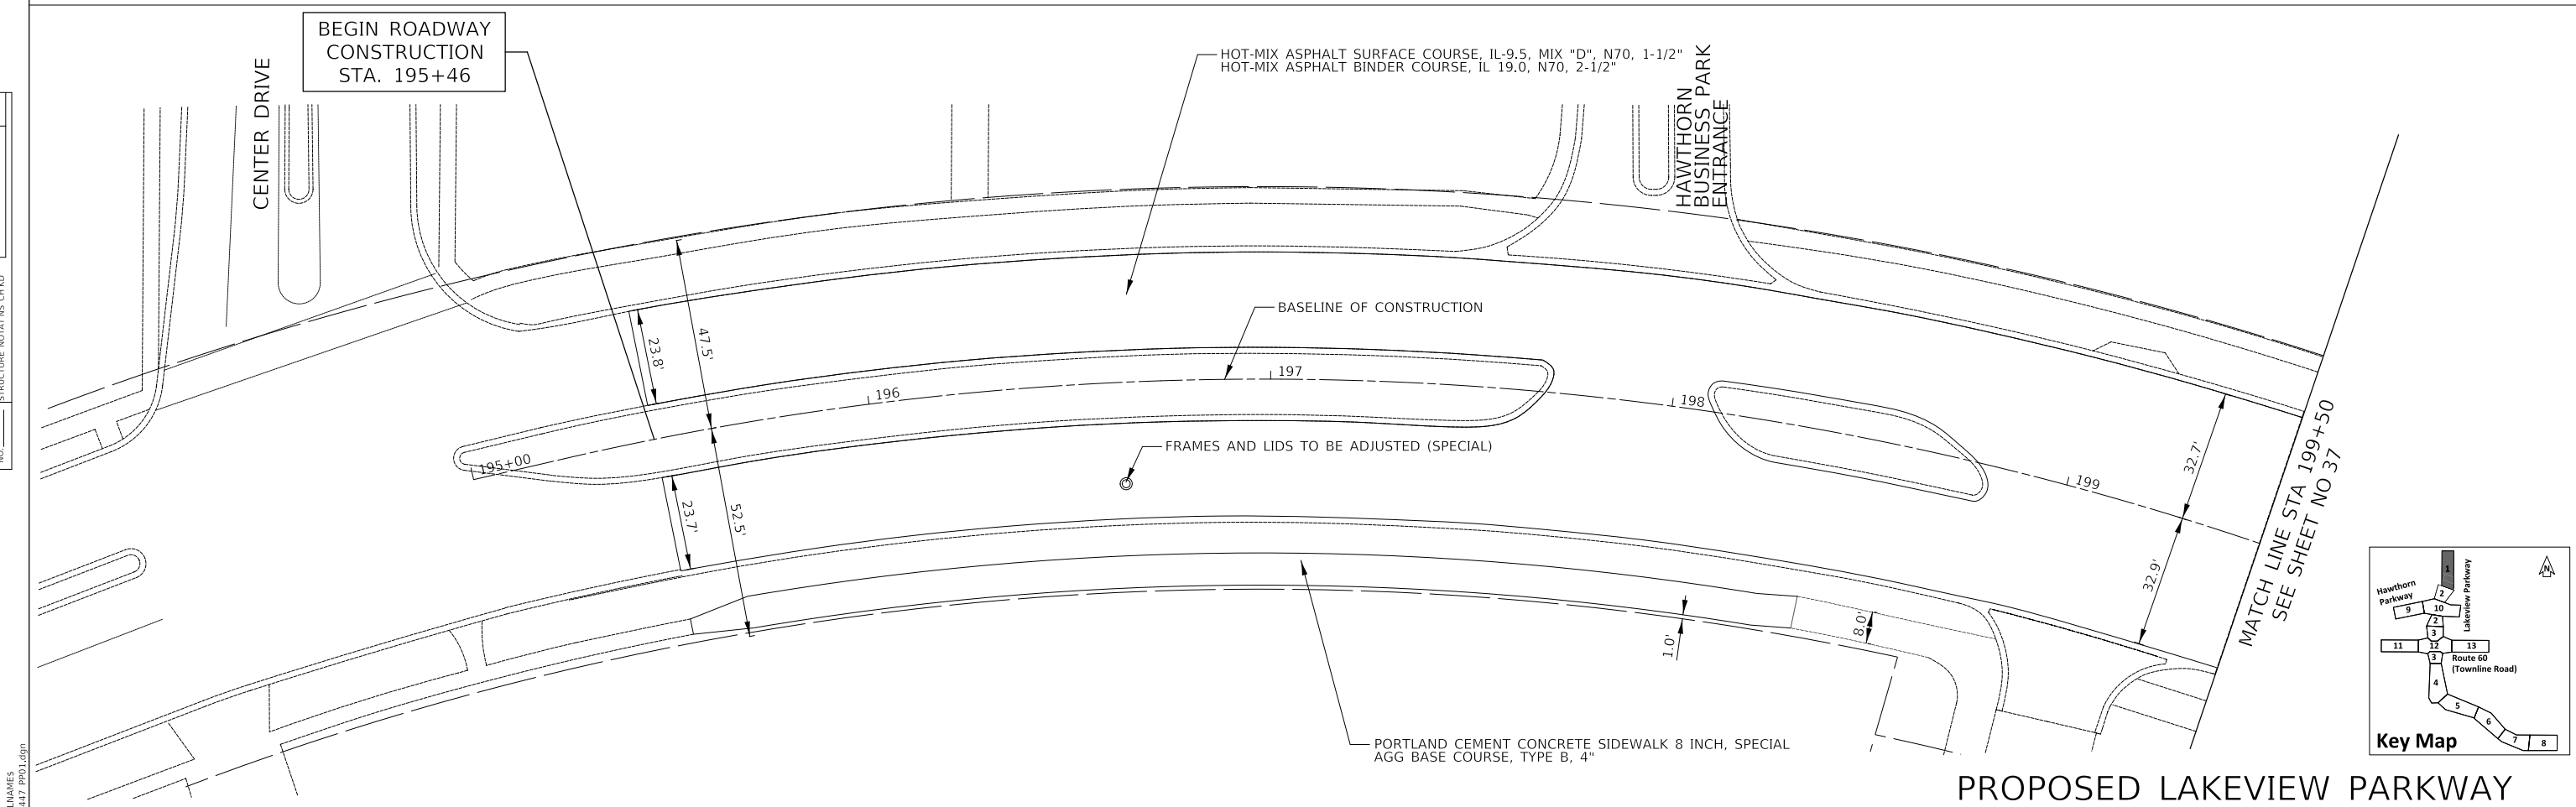 BEGIN ROADWAY
CONSTRUCTION
STA. 195+46
CENTER DRIVE
HOT-MIX ASPHALT SURFACE COURSE, IL-9.5, MIX "D", N70, 1-1/2"
HOT-MIX ASPHALT BINDER COURSE, IL 19.0, N70, 2-1/2"
HAWTHORN
BUSINESS PARK
ENTRANCE
BASELINE OF CONSTRUCTION
47.5'
23.8'
196
197
198
199
195+00
FRAMES AND LIDS TO BE ADJUSTED (SPECIAL)
23.7'
52.5'
32.7'
32.9'
MATCH LINE STA 199+50
SEE SHEET NO 37
1.0'
8.0'
PORTLAND CEMENT CONCRETE SIDEWALK 8 INCH, SPECIAL
AGG BASE COURSE, TYPE B, 4"
N
1
Hawthorn
Parkway
Lakeview Parkway
2
9
10
2
3
11
12
13
3
Route 60
(Townline Road)
4
5
6
7
8
Key Map
PROPOSED LAKEVIEW PARKWAY
NO.
LNAMES
447 PP01.dgn